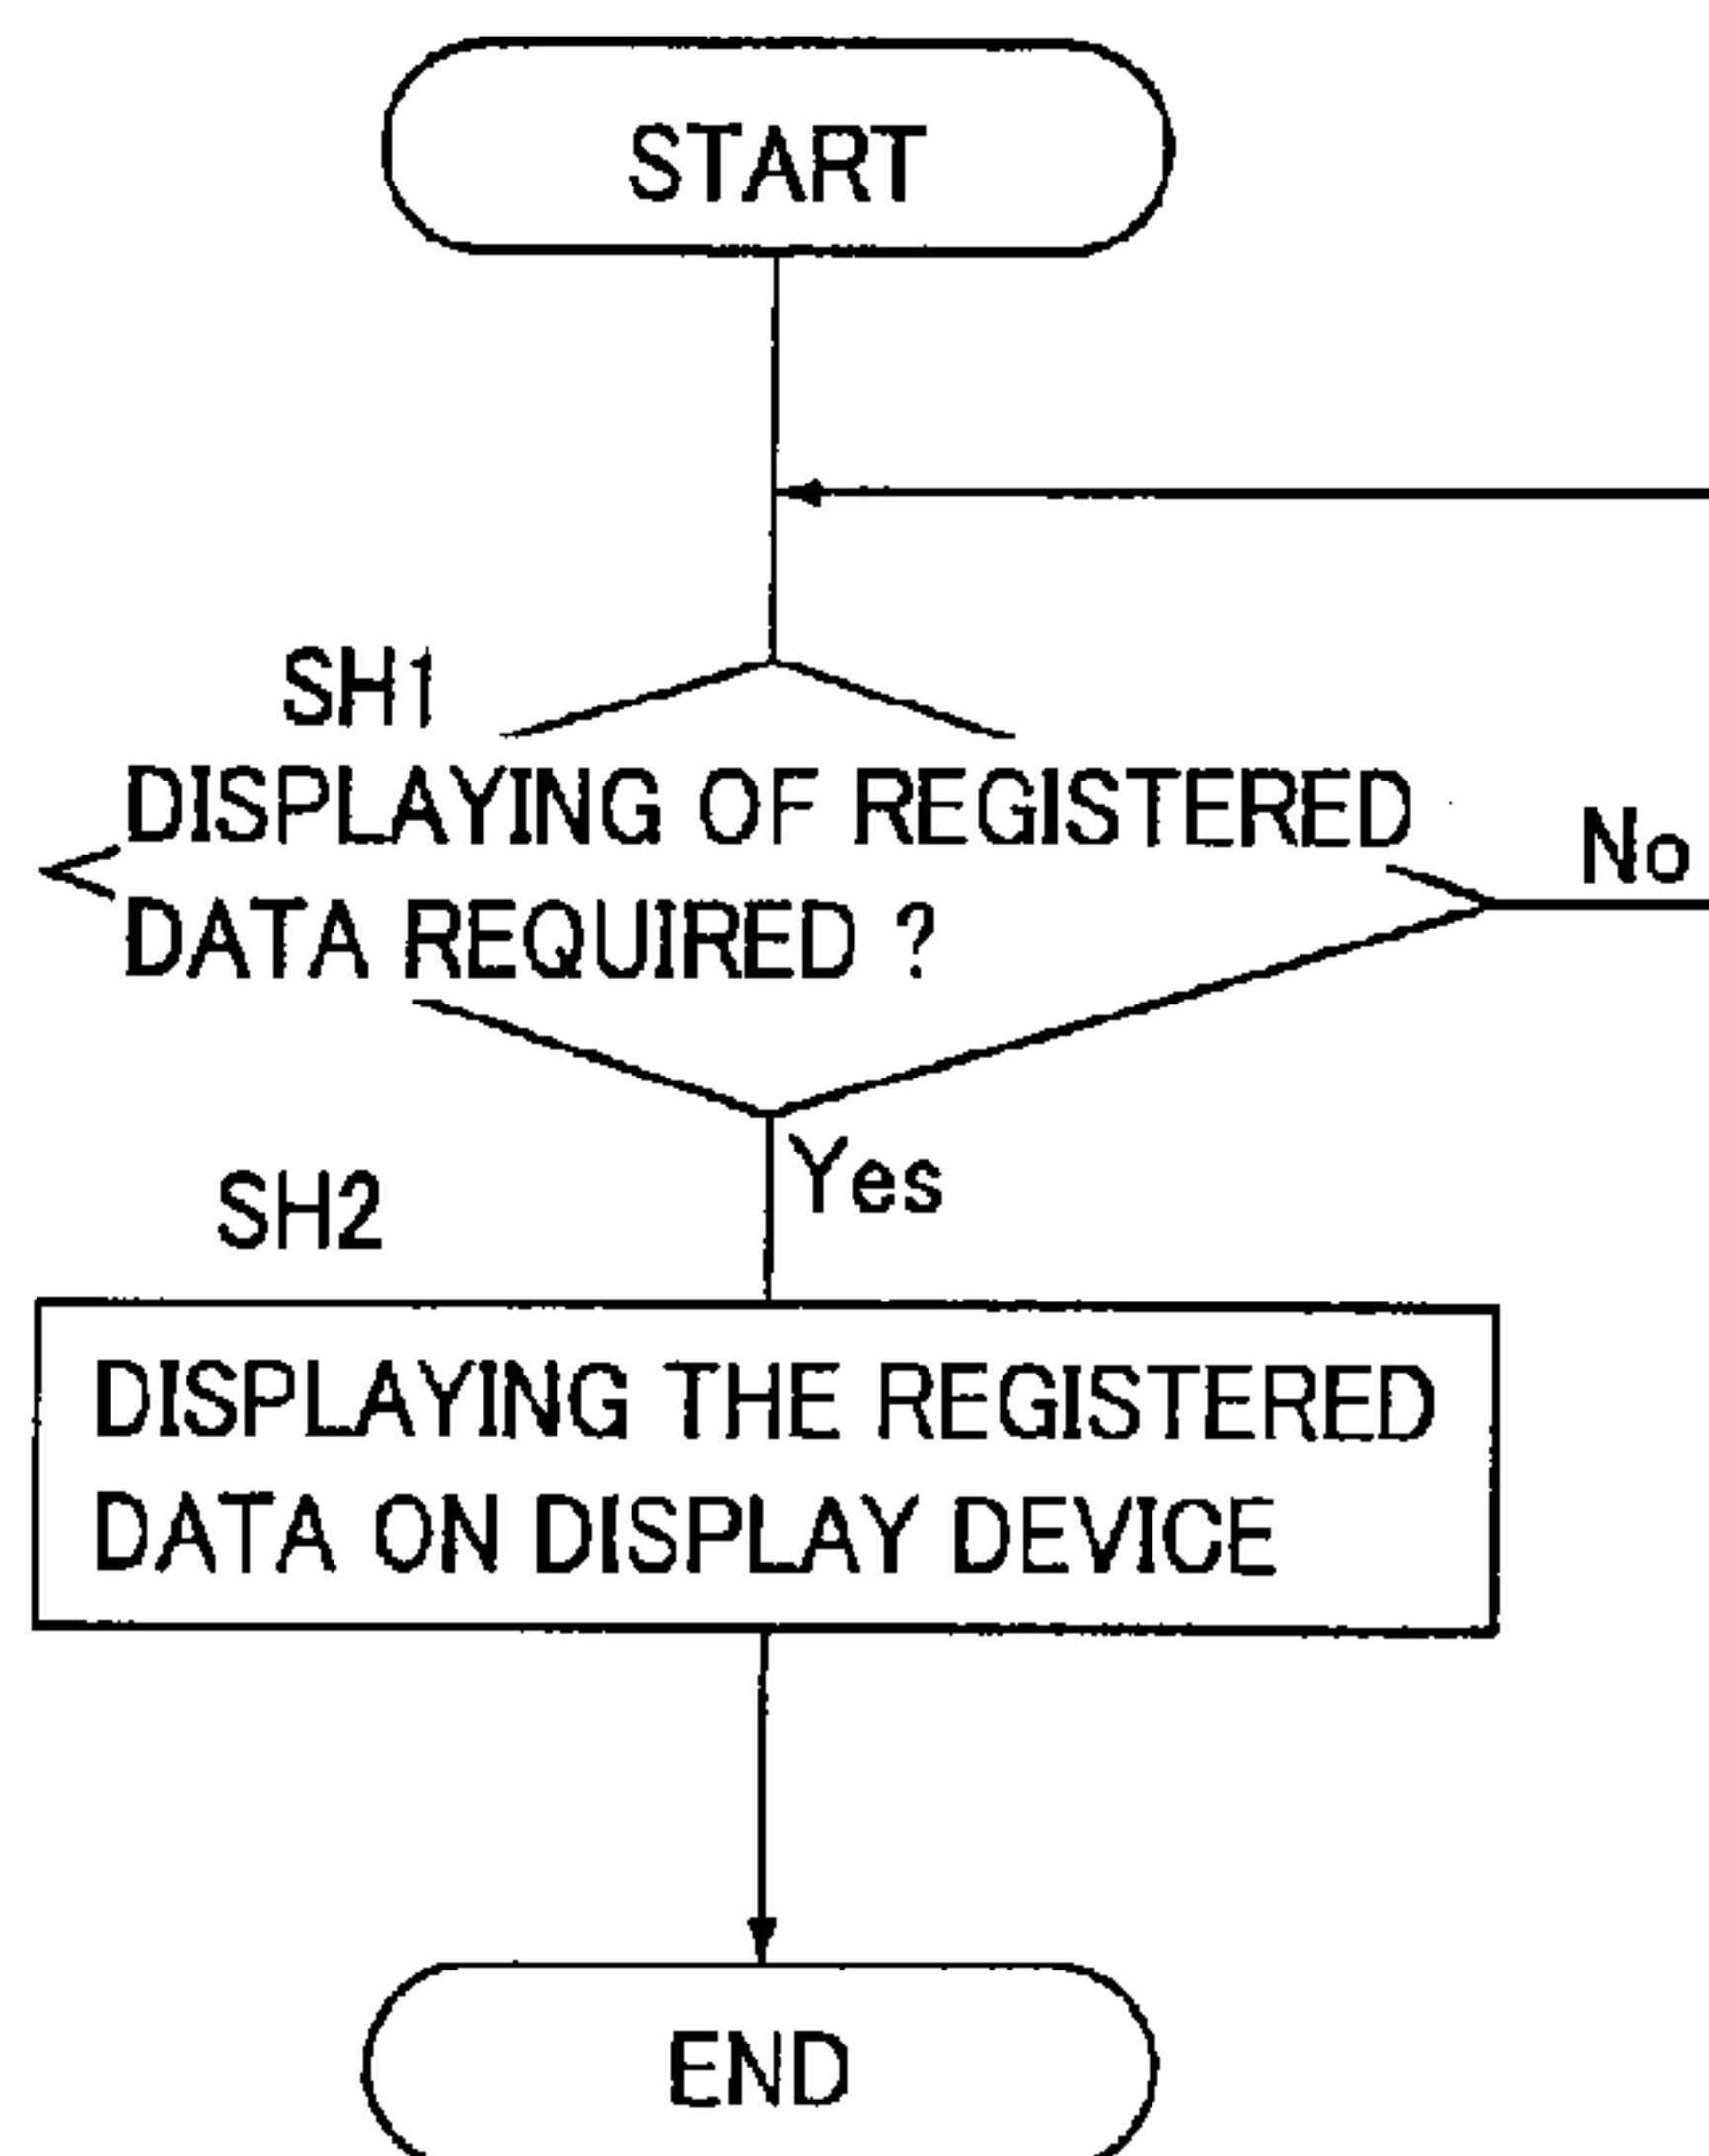 START
SH1
DISPLAYING OF REGISTERED
DATA REQUIRED ?
No
Yes
SH2
DISPLAYING THE REGISTERED
DATA ON DISPLAY DEVICE
END